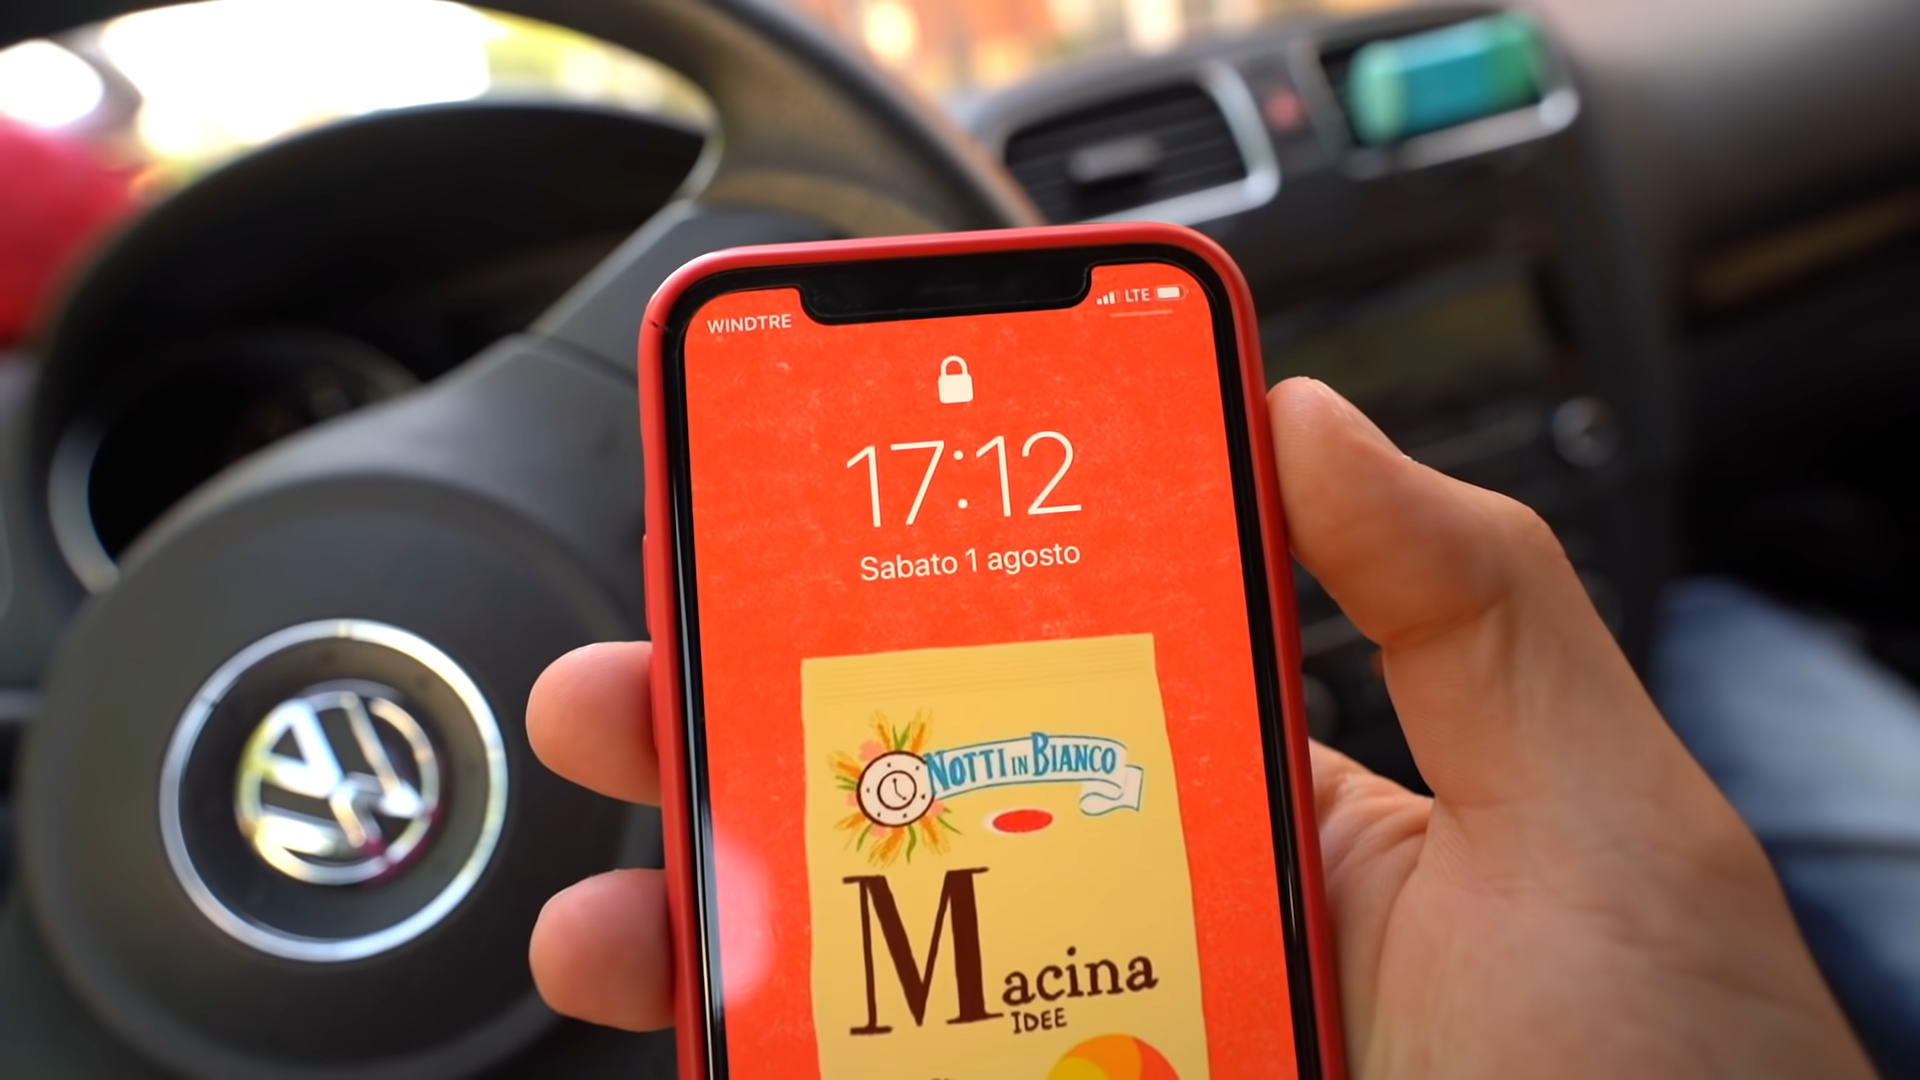 WINDTRE
LTE
17:12
Sabato 1 agosto
NOTTI IN BIANCO
Macina
IDEE